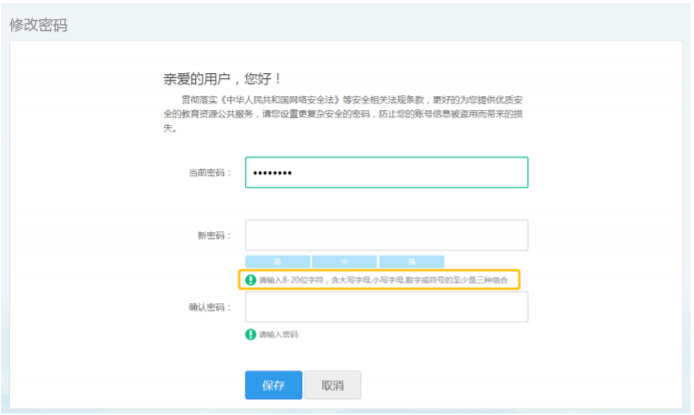 修改密码
亲爱的用户，您好！
贯彻落实《中华人民共和国网络安全法》等安全相关法规条款，更好的为您提供优质安
全的教育资源公共服务，请您设置更复杂安全的密码，防止您的账号信息被盗用而带来的损
失。
当前密码：
新密码：
弱 中 强
请输入8-20位字符，含大写字母,小写字母,数字或符号的至少是三种组合
确认密码：
请输入密码
保存 取消